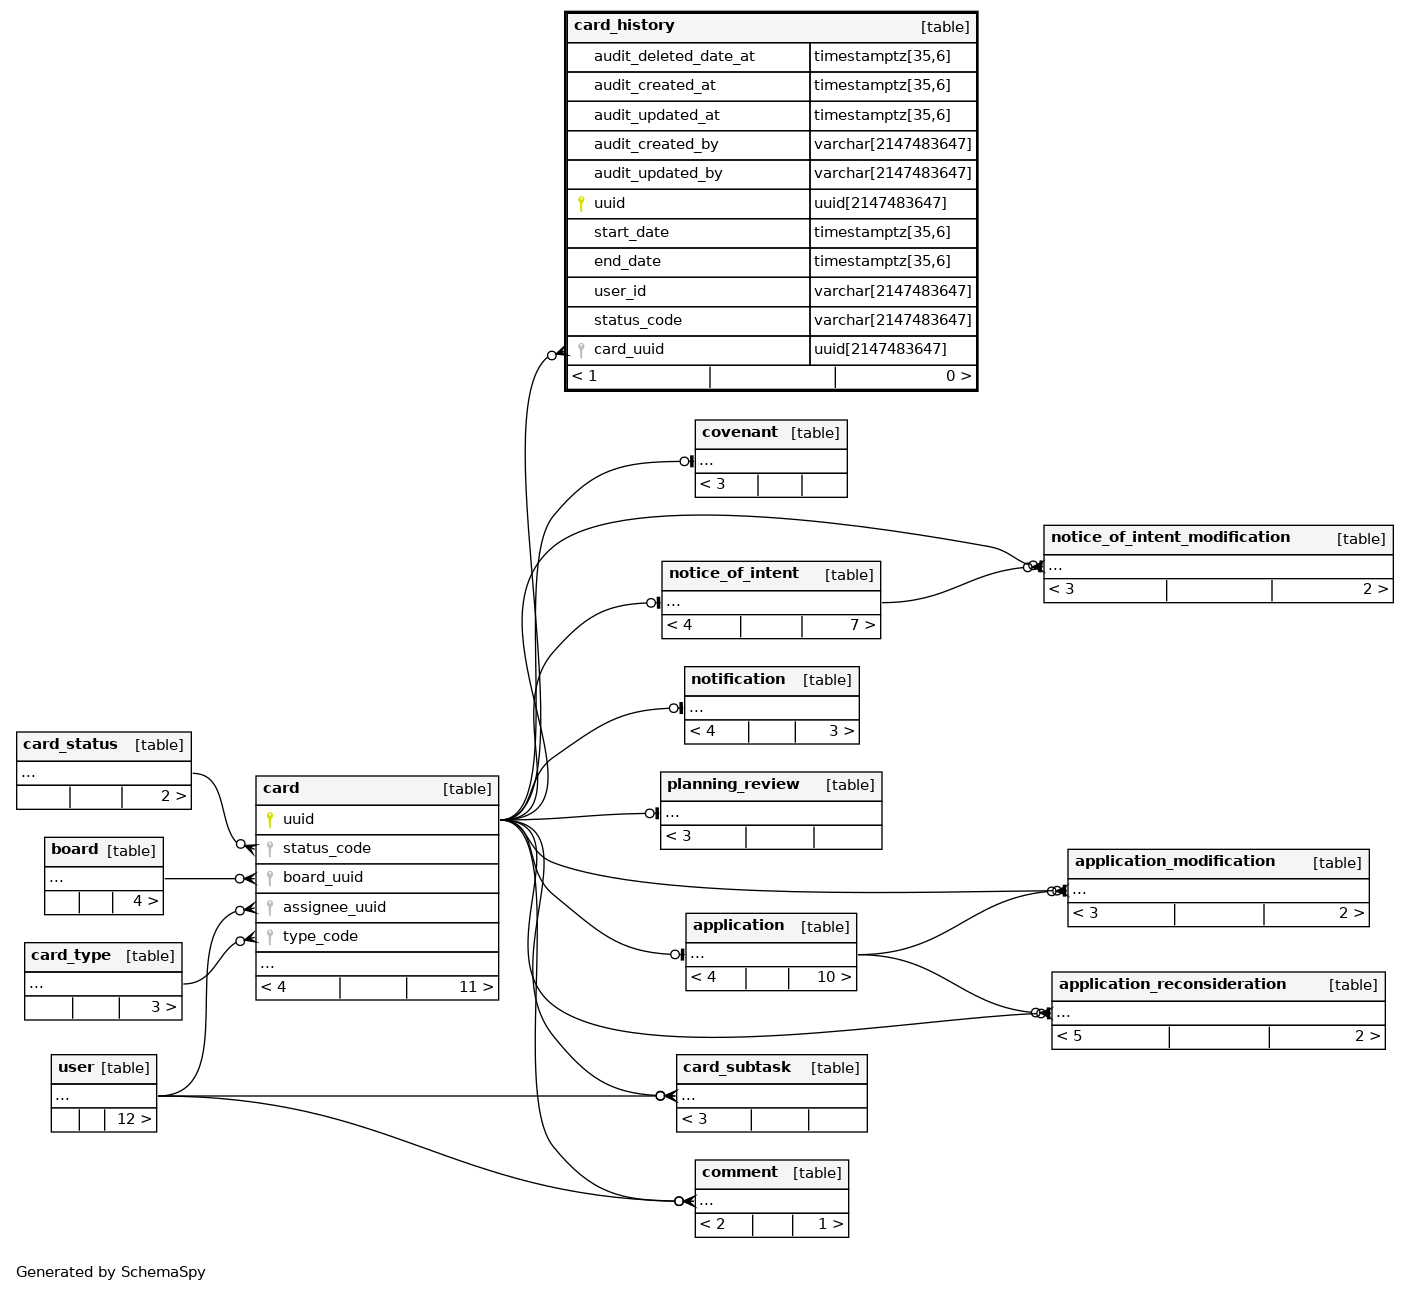 card_history [table]
audit_deleted_date_at timestamptz[35,6]
audit_created_at timestamptz[35,6]
audit_updated_at timestamptz[35,6]
audit_created_by varchar[2147483647]
audit_updated_by varchar[2147483647]
uuid uuid[2147483647]
start_date timestamptz[35,6]
end_date timestamptz[35,6]
user_id varchar[2147483647]
status_code varchar[2147483647]
card_uuid uuid[2147483647]
< 1 0 >
covenant [table]
...
< 3
notice_of_intent_modification [table]
...
< 3 2 >
notice_of_intent [table]
...
< 4 7 >
notification [table]
...
< 4 3 >
card_status [table]
...
2 >
card [table]
uuid
status_code
board_uuid
assignee_uuid
type_code
...
< 4 11 >
planning_review [table]
...
< 3
board [table]
...
4 >
application_modification [table]
...
< 3 2 >
application [table]
...
< 4 10 >
card_type [table]
...
3 >
application_reconsideration [table]
...
< 5 2 >
user [table]
...
12 >
card_subtask [table]
...
< 3
comment [table]
...
< 2 1 >
Generated by SchemaSpy